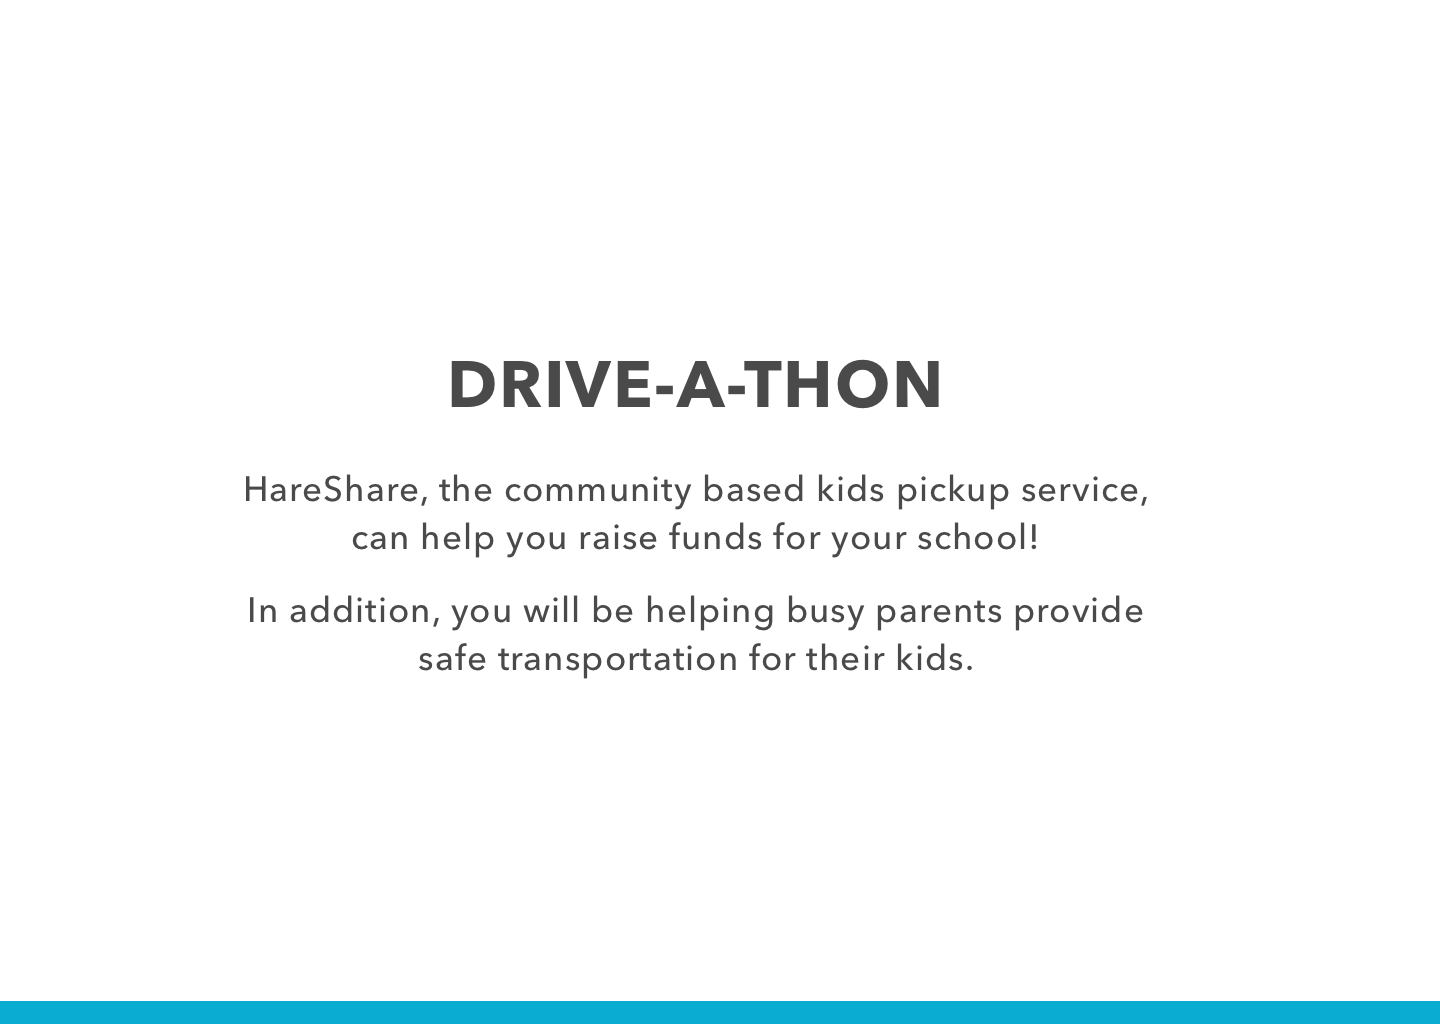 DRIVE-A-THON
HareShare, the community based kids pickup service,
can help you raise funds for your school!
In addition, you will be helping busy parents provide
safe transportation for their kids.